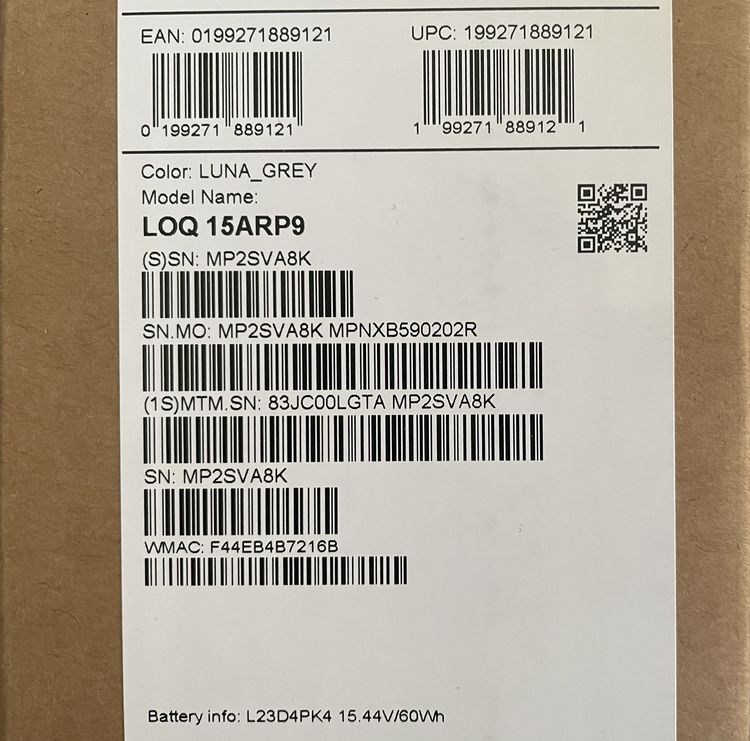 EAN: 0199271889121 UPC: 199271889121
0 199271 889121 1 99271 88912 1
Color: LUNA_GREY
Model Name:
LOQ 15ARP9
(S)SN: MP2SVA8K
SN.MO: MP2SVA8K MPNXB590202R
(1S)MTM.SN: 83JC00LGTA MP2SVA8K
SN: MP2SVA8K
WMAC: F44EB4B7216B
Battery info: L23D4PK4 15.44V/60Wh